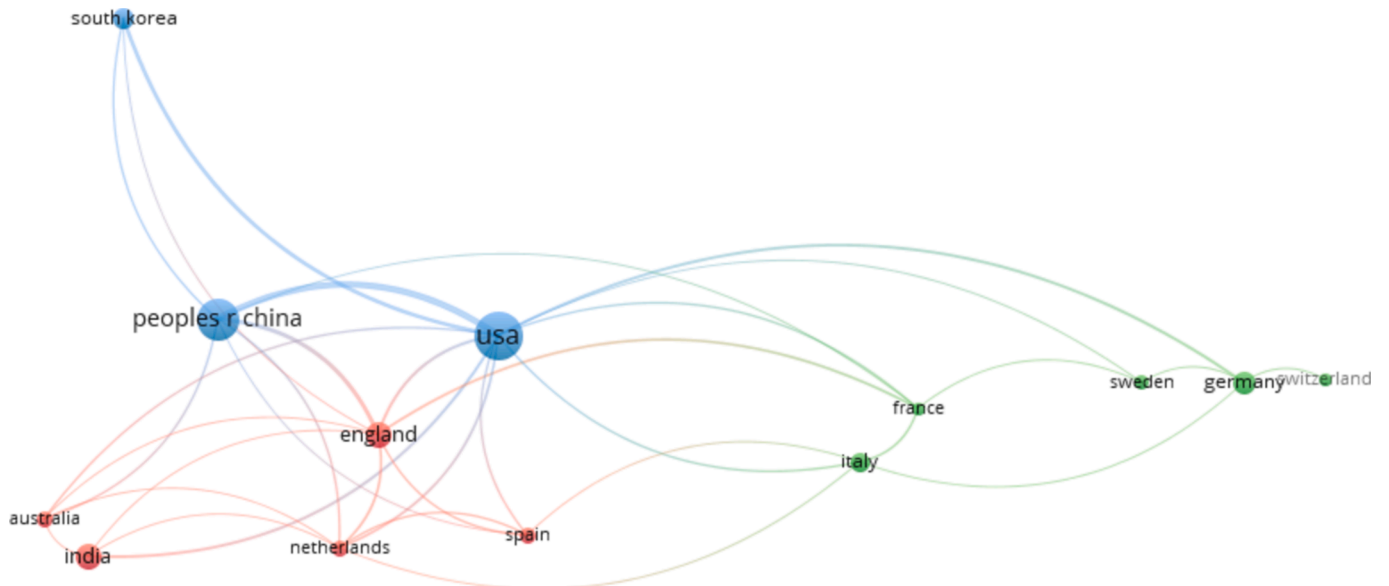 south korea
peoples r china
usa
sweden
germany
switzerland
france
england
italy
australia
spain
netherlands
india